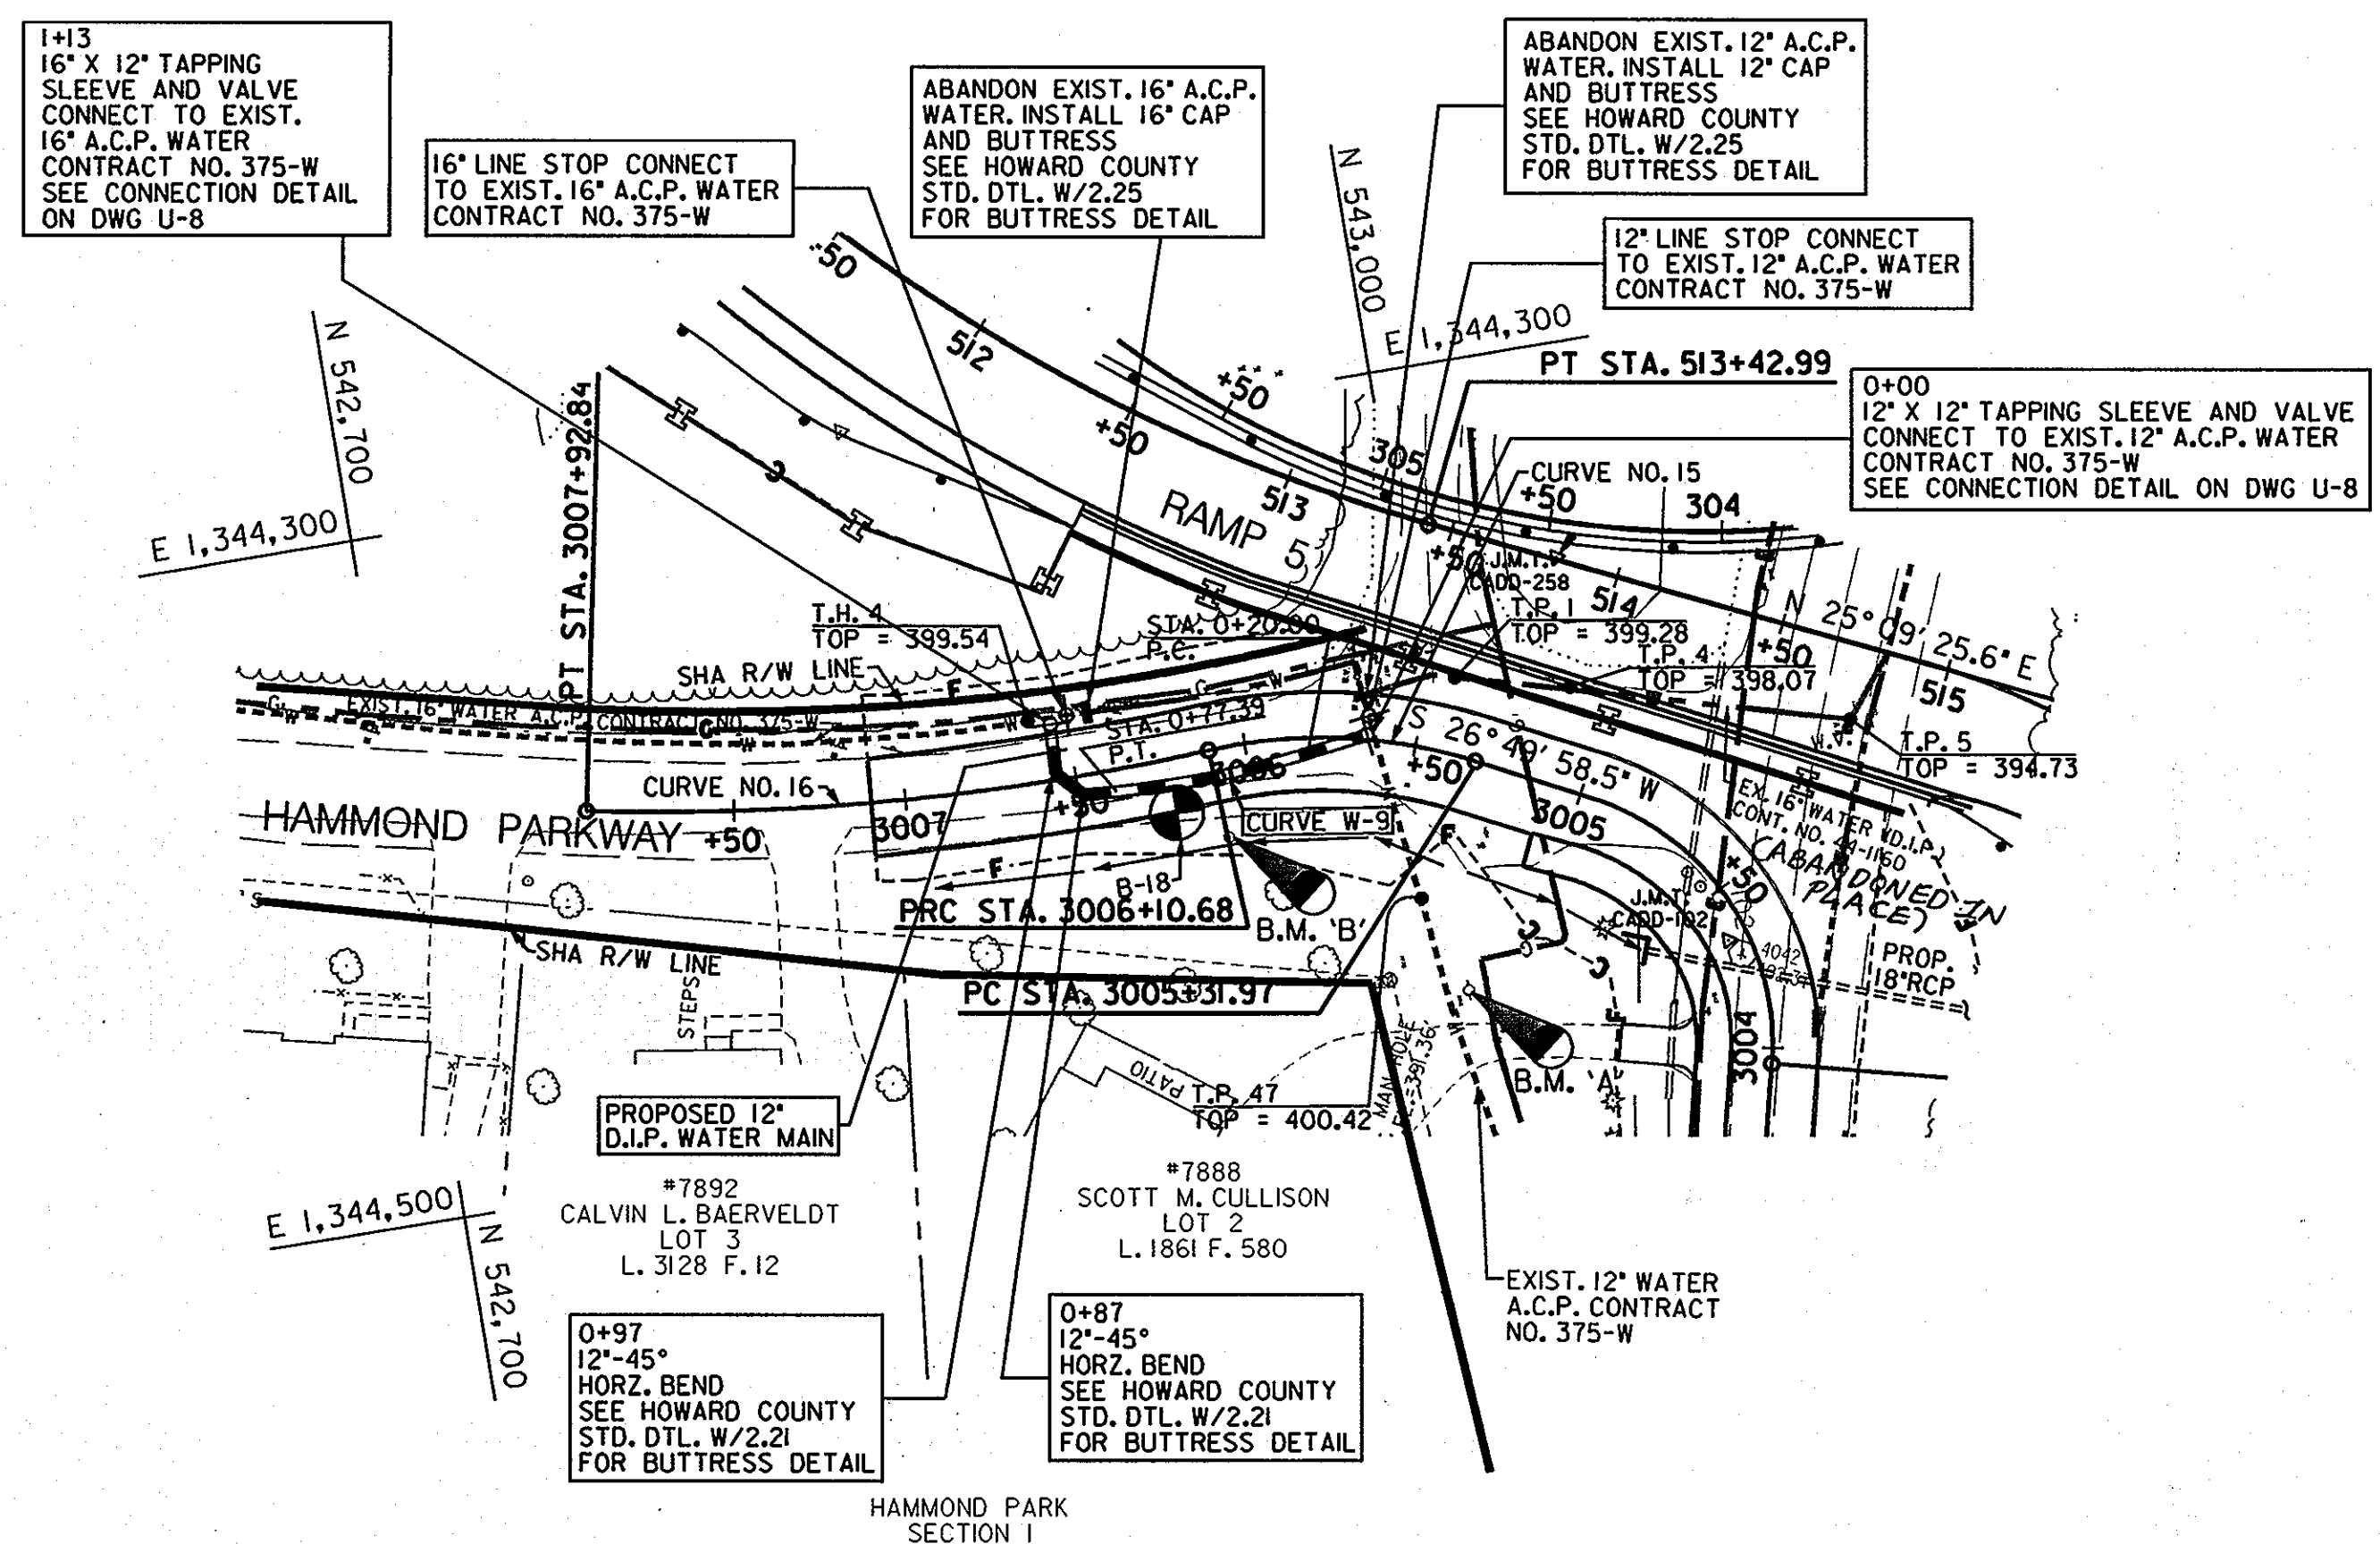 1+13
16" X 12" TAPPING
SLEEVE AND VALVE
CONNECT TO EXIST.
16" A.C.P. WATER
CONTRACT NO. 375-W
SEE CONNECTION DETAIL
ON DWG U-8
16" LINE STOP CONNECT
TO EXIST. 16" A.C.P. WATER
CONTRACT NO. 375-W
ABANDON EXIST. 16" A.C.P.
WATER. INSTALL 16" CAP
AND BUTTRESS
SEE HOWARD COUNTY
STD. DTL. W/2.25
FOR BUTTRESS DETAIL
ABANDON EXIST. 12" A.C.P.
WATER. INSTALL 12" CAP
AND BUTTRESS
SEE HOWARD COUNTY
STD. DTL. W/2.25
FOR BUTTRESS DETAIL
12" LINE STOP CONNECT
TO EXIST. 12" A.C.P. WATER
CONTRACT NO. 375-W
0+00
12" X 12" TAPPING SLEEVE AND VALVE
CONNECT TO EXIST. 12" A.C.P. WATER
CONTRACT NO. 375-W
SEE CONNECTION DETAIL ON DWG U-8
N 543,000
E 1,344,300
PT STA. 513+42.99
N 542,700
E 1,344,300
PT STA. 3007+92.84
+50
512
+50
+50
513
305
+50
304
+50
514
+50
515
RAMP 5
CURVE NO. 15
J.M.T.
CADD-258
T.P. 1
TOP = 399.28
T.P. 4
TOP = 398.07
N 25° 09' 25.6" E
T.P. 5
TOP = 394.73
T.H. 4
TOP = 399.54
STA. 0+20.00
P.C.
SHA R/W LINE
EXIST. 16" WATER A.C.P. CONTRACT NO. 375-W
STA. 0+77.39
P.T.
S 26° 49' 58.5" W
CURVE NO. 16
HAMMOND PARKWAY
+50
3007
+50
3006
+50
3005
+50
3004
CURVE W-9
B-18
PRC STA. 3006+10.68
B.M. 'B'
PC STA. 3005+31.97
SHA R/W LINE
STEPS
PATIO
T.P. 47
TOP = 400.42
MAN HOLE
B.M. 'A'
EX. 16" WATER (D.I.P.)
CONT. NO. 44-1160
(ABANDONED IN
PLACE)
J.M.T.
CADD-102
4042
PROP.
18" RCP
PROPOSED 12"
D.I.P. WATER MAIN
#7892
CALVIN L. BAERVELDT
LOT 3
L. 3128 F. 12
#7888
SCOTT M. CULLISON
LOT 2
L. 1861 F. 580
E 1,344,500
N 542,700
EXIST. 12" WATER
A.C.P. CONTRACT
NO. 375-W
0+97
12"-45°
HORZ. BEND
SEE HOWARD COUNTY
STD. DTL. W/2.21
FOR BUTTRESS DETAIL
0+87
12"-45°
HORZ. BEND
SEE HOWARD COUNTY
STD. DTL. W/2.21
FOR BUTTRESS DETAIL
HAMMOND PARK
SECTION 1